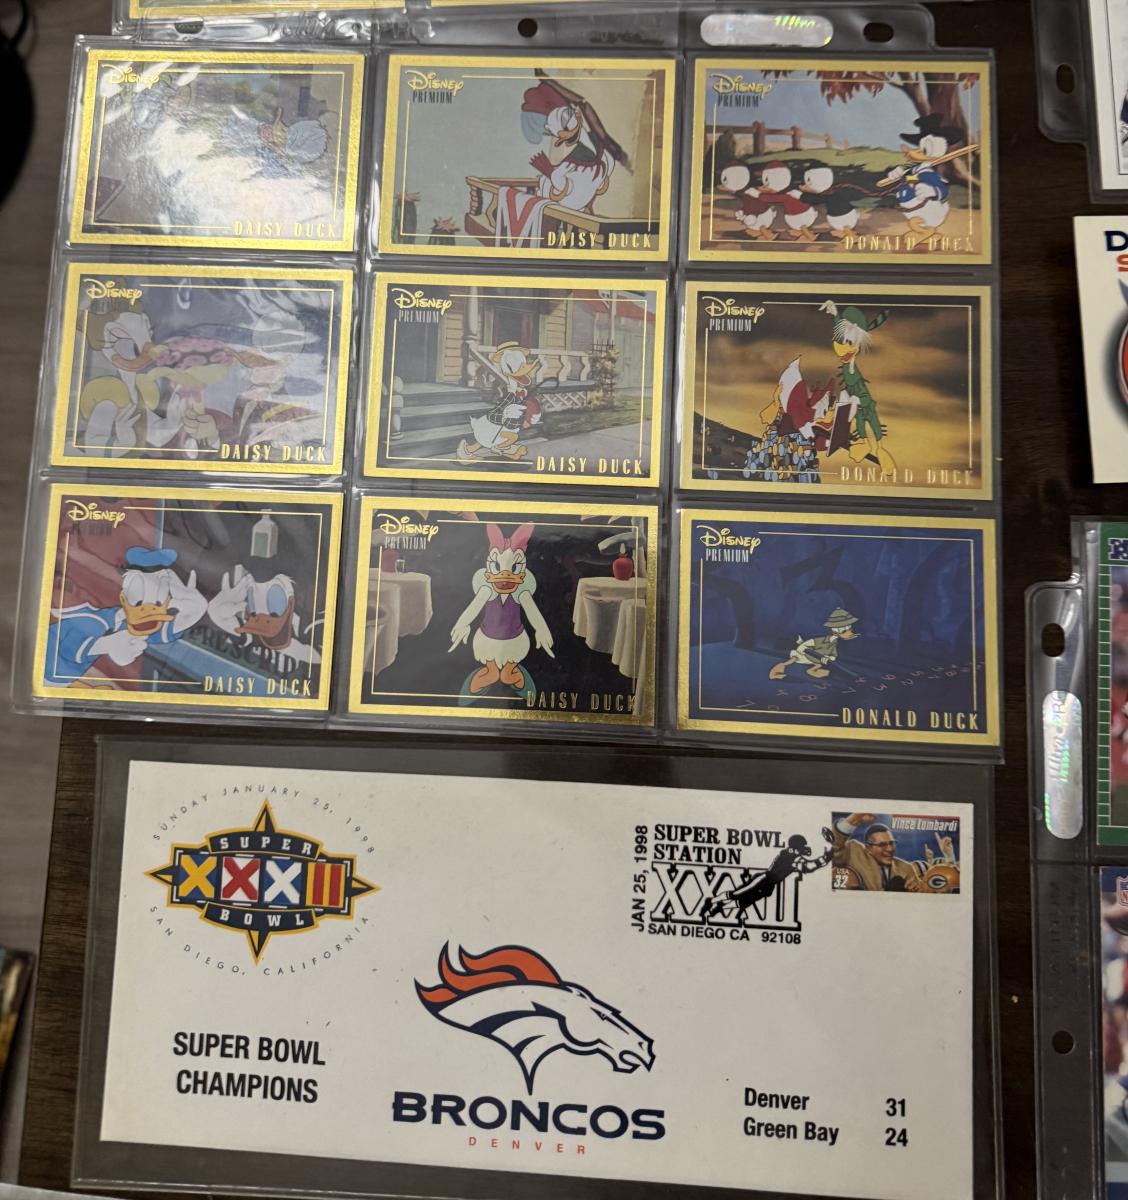 Disney
DAISY DUCK
Disney
PREMIUM
DAISY DUCK
Disney
PREMIUM
DONALD DUCK
Disney
PREMIUM
DAISY DUCK
Disney
PREMIUM
DAISY DUCK
Disney
PREMIUM
DONALD DUCK
Disney
PREMIUM
DAISY DUCK
Disney
PREMIUM
DAISY DUCK
Disney
PREMIUM
DONALD DUCK
SUNDAY JANUARY 25, 1998
SUPER
XXXII
BOWL
SAN DIEGO, CALIFORNIA
JAN 25, 1998
SUPER BOWL
STATION
XXXII
SAN DIEGO CA 92108
Vince Lombardi
USA
32
SUPER BOWL
CHAMPIONS
BRONCOS
DENVER
Denver 31
Green Bay 24